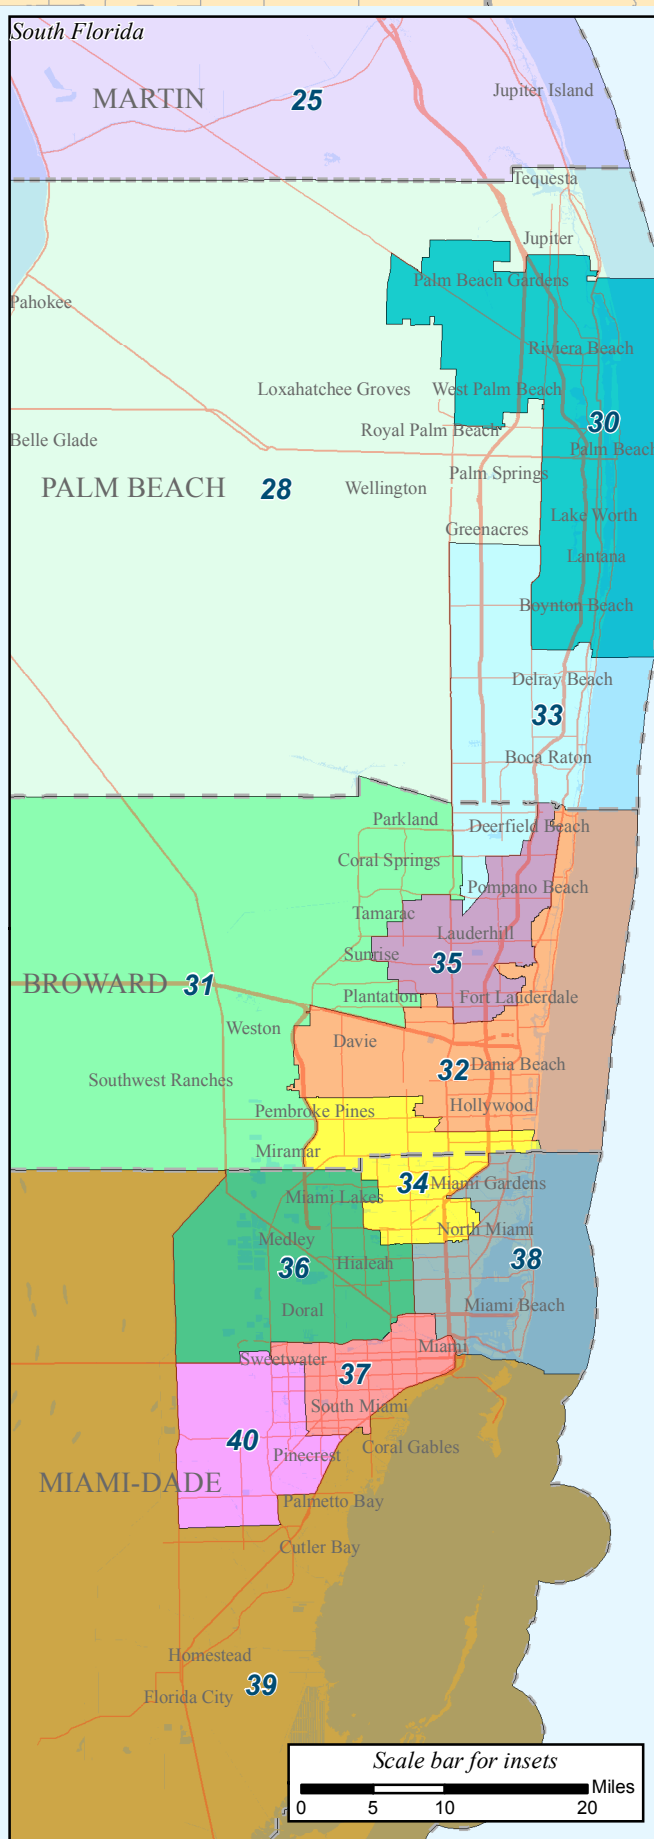 South Florida
Jupiter Island
MARTIN 25
Tequesta
Jupiter
Palm Beach Gardens
Pahokee
Riviera Beach
Loxahatchee Groves West Palm Beach
30
Royal Palm Beach
Belle Glade
Palm Beach
Palm Springs
PALM BEACH 28
Wellington
Lake Worth
Greenacres
Lantana
Boynton Beach
Delray Beach
33
Boca Raton
Parkland
Deerfield Beach
Coral Springs
Pompano Beach
Tamarac
Lauderhill
Sunrise
35
BROWARD 31
Plantation
Fort Lauderdale
Weston
Davie
32 Dania Beach
Southwest Ranches
Hollywood
Pembroke Pines
Miramar
34 Miami Gardens
Miami Lakes
North Miami
Medley
38
Hialeah
36
Miami Beach
Doral
Miami
Sweetwater
37
South Miami
40
Coral Gables
Pinecrest
MIAMI-DADE
Palmetto Bay
Cutler Bay
Homestead
39
Florida City
Scale bar for insets
Miles
0 5 10 20